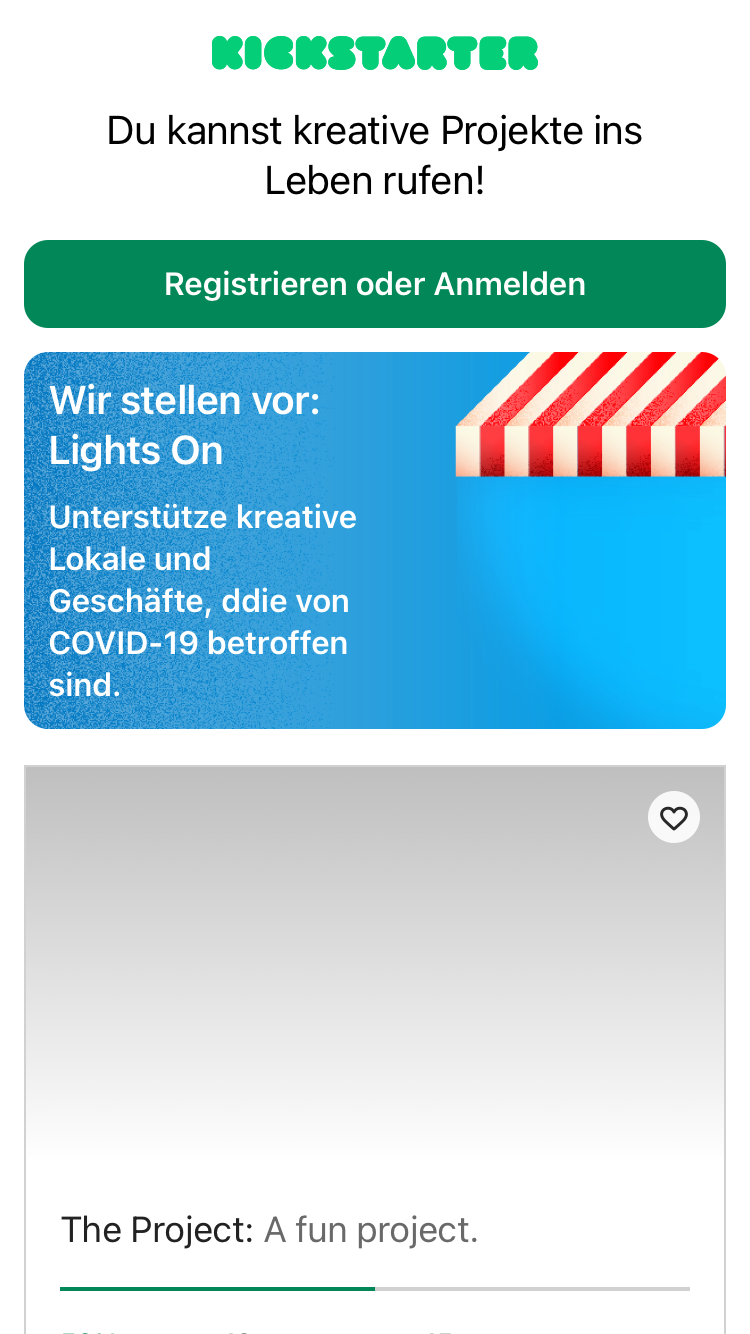 KICKSTARTER
Du kannst kreative Projekte ins
Leben rufen!
Registrieren oder Anmelden
Wir stellen vor:
Lights On
Unterstütze kreative
Lokale und
Geschäfte, ddie von
COVID-19 betroffen
sind.
The Project: A fun project.